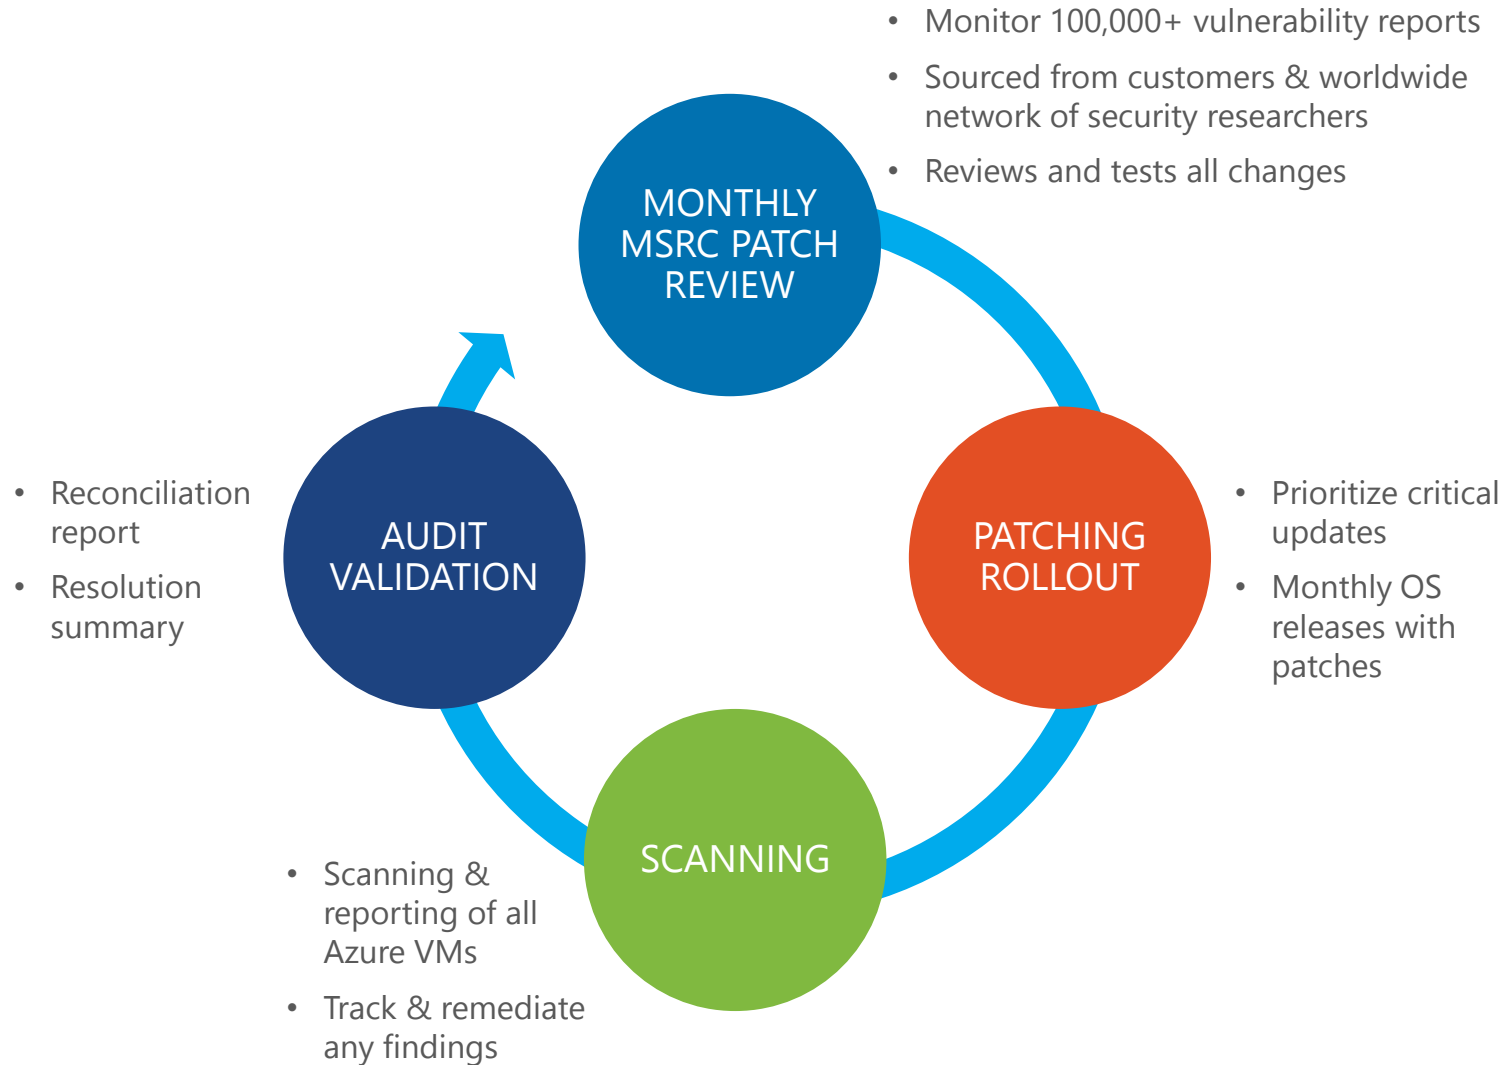 • Monitor 100,000+ vulnerability reports
• Sourced from customers & worldwide
network of security researchers
• Reviews and tests all changes
MONTHLY
MSRC PATCH
REVIEW
PATCHING
ROLLOUT
• Prioritize critical
updates
• Monthly OS
releases with
patches
SCANNING
• Scanning &
reporting of all
Azure VMs
• Track & remediate
any findings
AUDIT
VALIDATION
• Reconciliation
report
• Resolution
summary